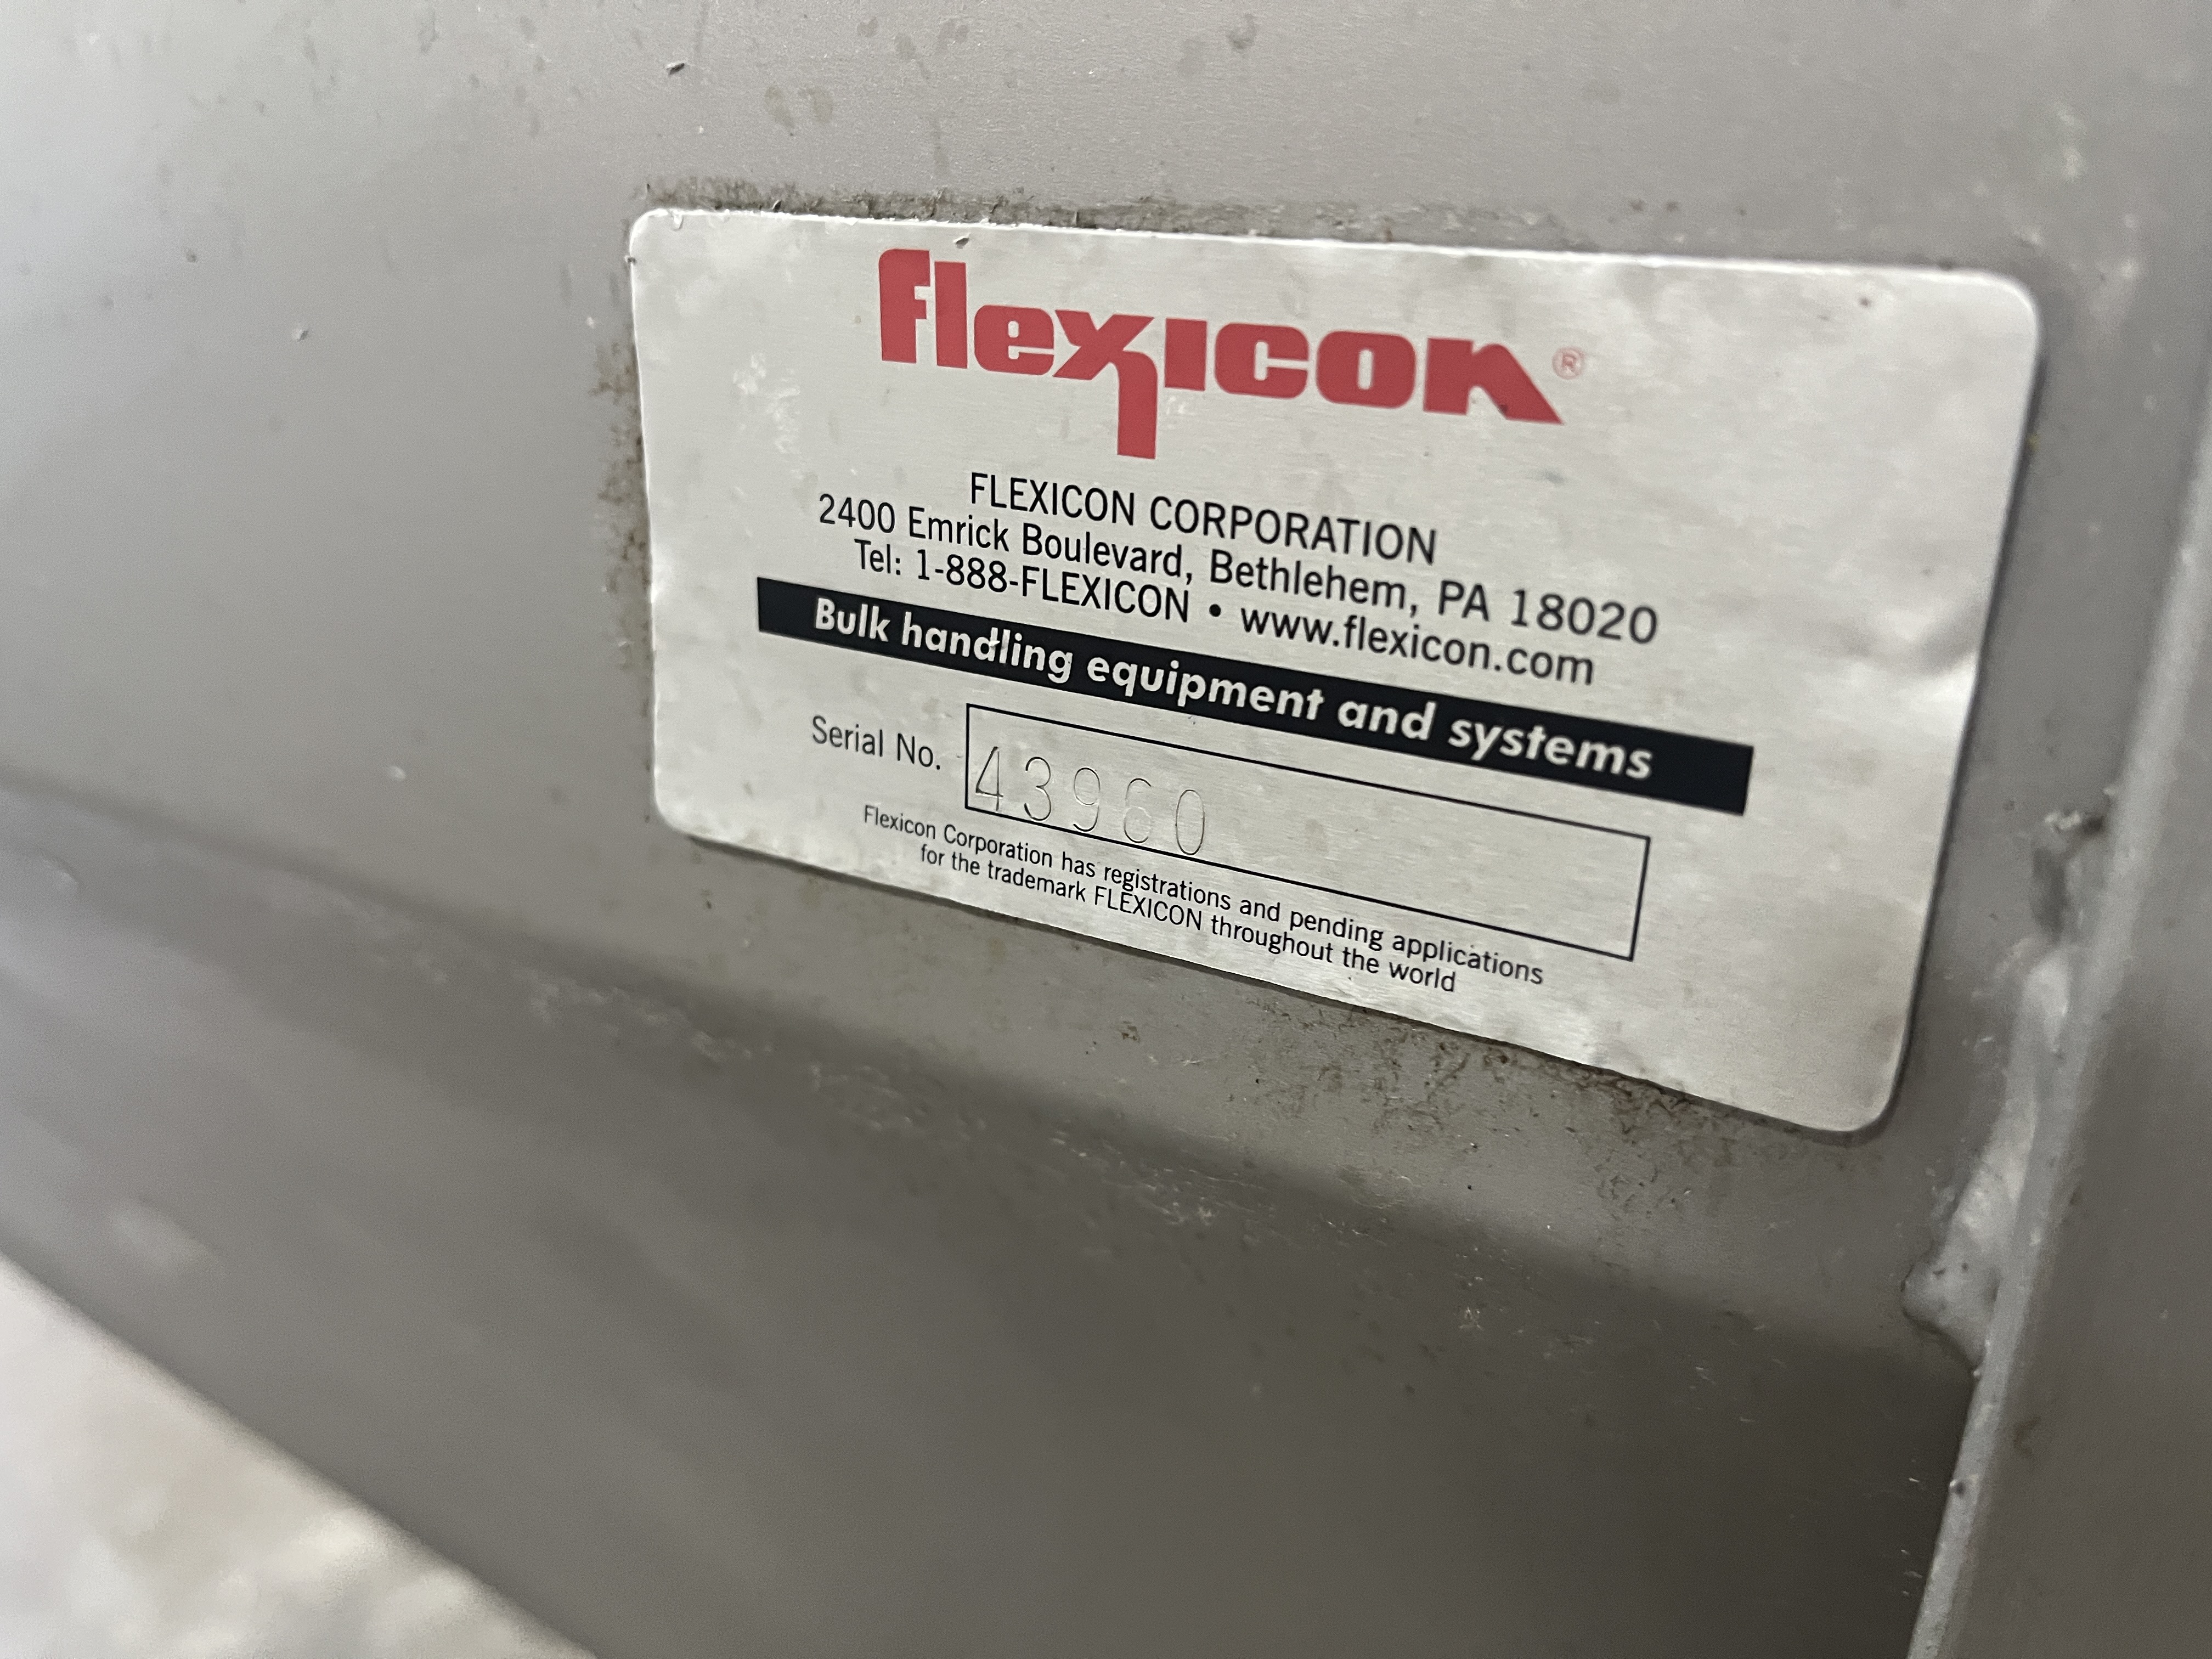 flexicon®
FLEXICON CORPORATION
2400 Emrick Boulevard, Bethlehem, PA 18020
Tel: 1-888-FLEXICON • www.flexicon.com
Bulk handling equipment and systems
Serial No. 43960
Flexicon Corporation has registrations and pending applications
for the trademark FLEXICON throughout the world